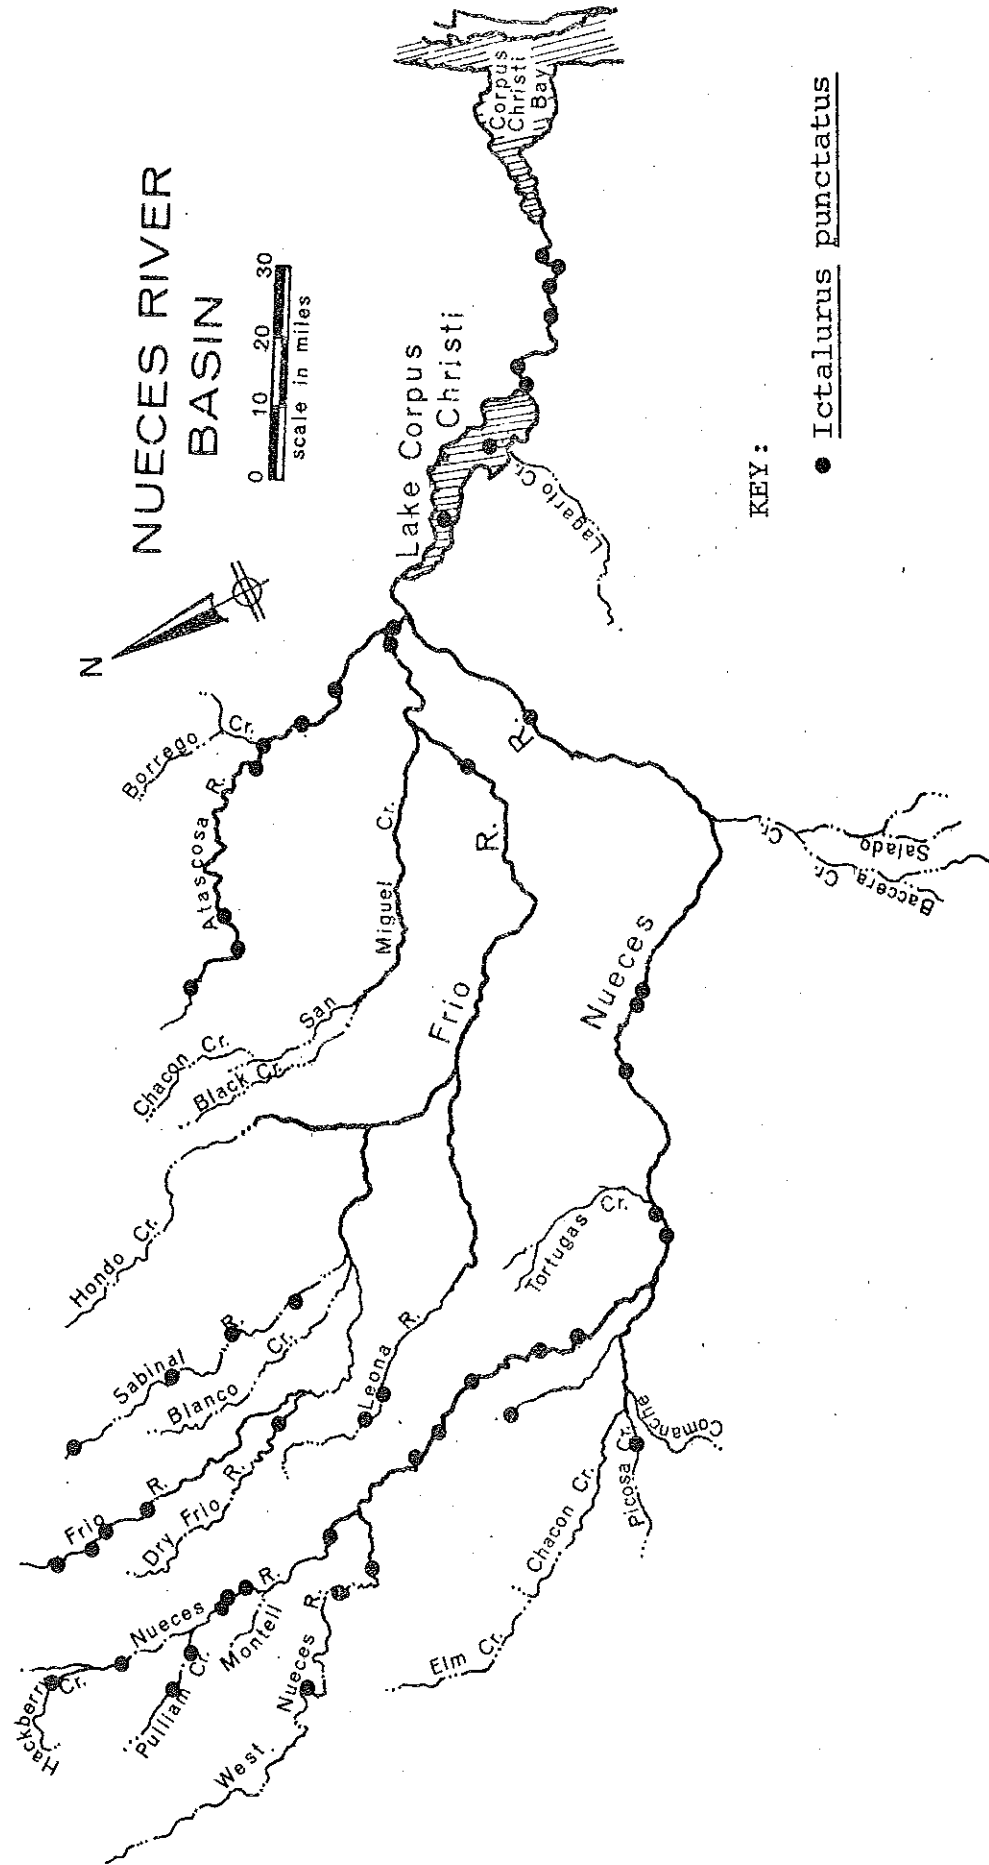 NUECES RIVER
BASIN
0 10 20 30
scale in miles
N
Corpus
Christi
Bay
Lake Corpus
Christi
Lagarto Cr.
KEY:
● Ictalurus punctatus
Borrego Cr.
Atascosa R.
San Miguel Cr.
Chacon Cr.
Black Cr.
Frio R.
Hondo Cr.
Sabinal R.
Blanco Cr.
Frio R.
Dry Frio R.
Leona R.
Nueces R.
Salado Cr.
Baccera Cr.
Tortugas Cr.
Comanche
Picosa Cr.
Chacon Cr.
Elm Cr.
Hackberry Cr.
Nueces R.
Pulliam Cr.
Montell
West Nueces R.